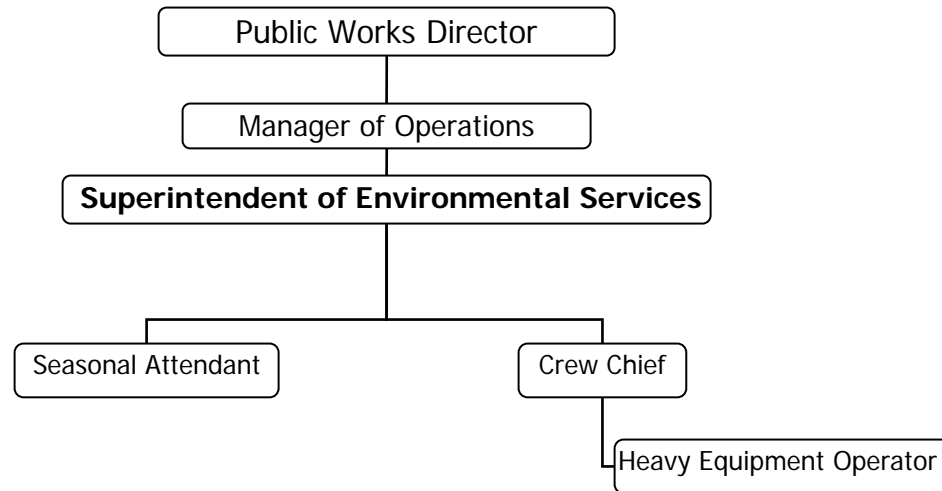 Public Works Director
Manager of Operations
Superintendent of Environmental Services
Seasonal Attendant
Crew Chief
Heavy Equipment Operator